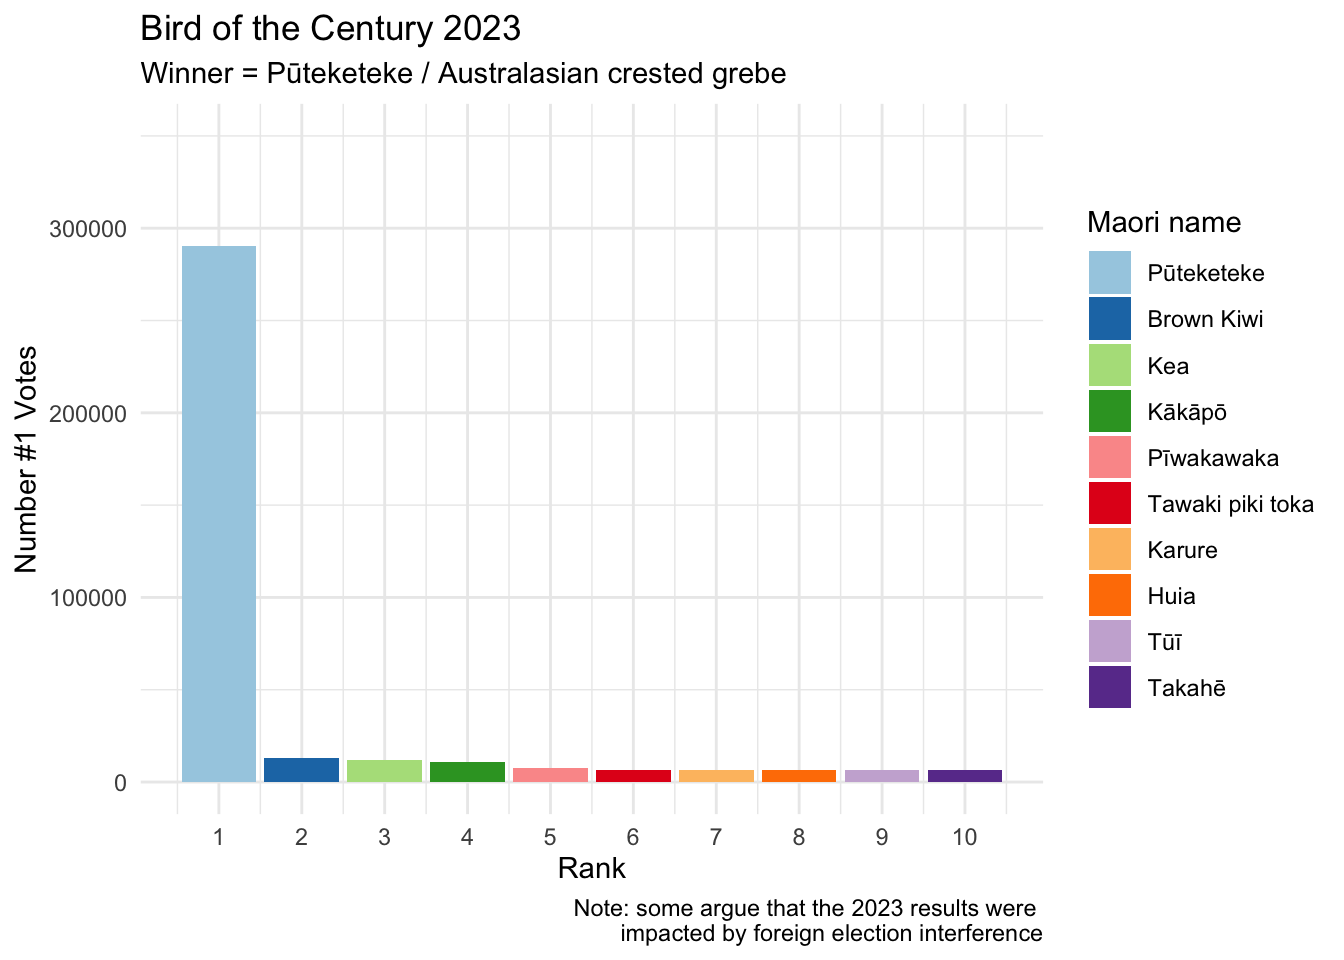 Bird of the Century 2023
Winner = Pūteketeke / Australasian crested grebe
Number #1 Votes
300000
200000
100000
0
1 2 3 4 5 6 7 8 9 10
Rank
Maori name
Pūteketeke
Brown Kiwi
Kea
Kākāpō
Pīwakawaka
Tawaki piki toka
Karure
Huia
Tūī
Takahē
Note: some argue that the 2023 results were
impacted by foreign election interference